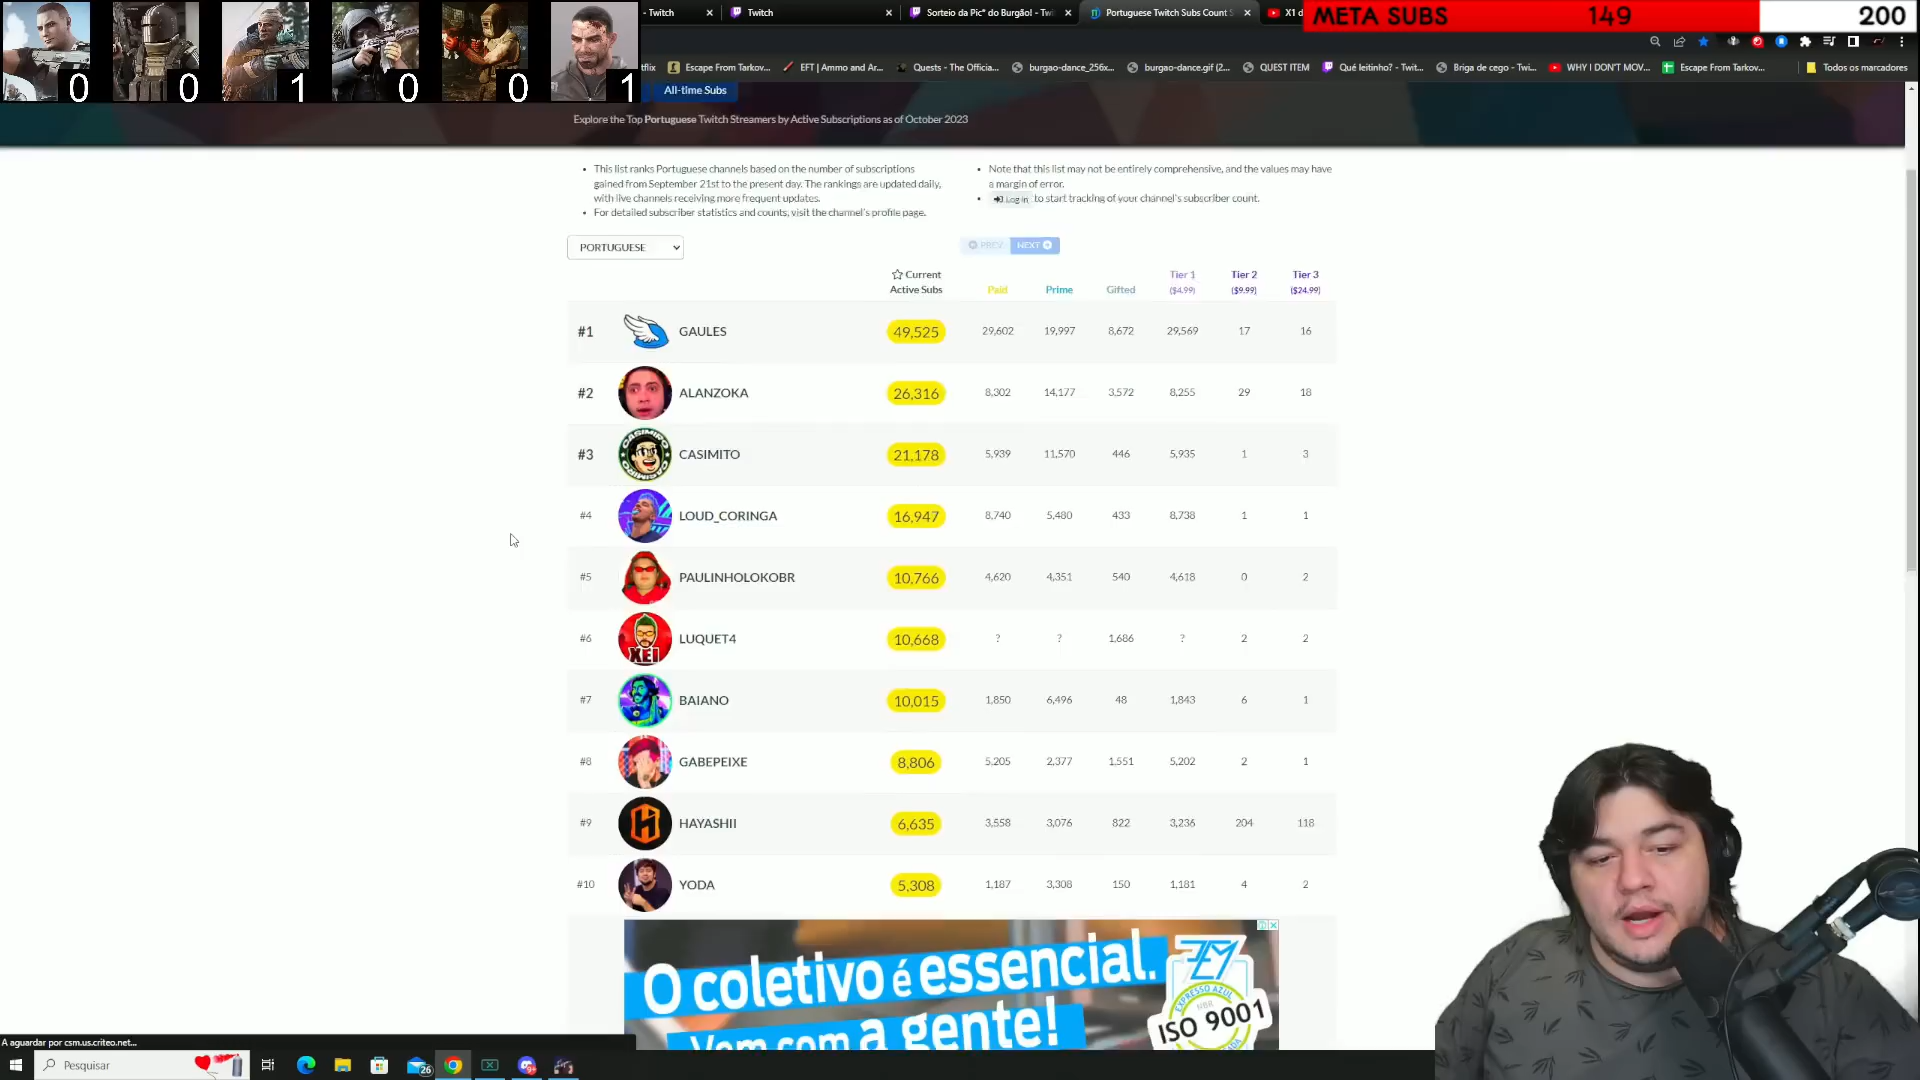 - Twitch
Twitch
Sorteio da Pic* do Burgão! - Twi
Portuguese Twitch Subs Count S
X1 d
META SUBS 149 200
0 0 1 0 0 1
tflix
Escape From Tarkov...
EFT | Ammo and Ar...
Quests - The Officia...
burgao-dance_256x...
burgao-dance.gif (2...
QUEST ITEM
Qué leitinho? - Twit...
Briga de cego - Twi...
WHY I DON'T MOV...
Escape From Tarkov...
Todos os marcadores
All-time Subs
Explore the Top Portuguese Twitch Streamers by Active Subscriptions as of October 2023
This list ranks Portuguese channels based on the number of subscriptions
gained from September 21st to the present day. The rankings are updated daily,
with live channels receiving more frequent updates.
For detailed subscriber statistics and counts, visit the channel's profile page.
Note that this list may not be entirely comprehensive, and the values may have
a margin of error.
Log in to start tracking of your channel's subscriber count.
PORTUGUESE
PREV NEXT
Current
Active Subs
Paid
Prime
Gifted
Tier 1
($4.99)
Tier 2
($9.99)
Tier 3
($24.99)
#1 GAULES 49,525 29,602 19,997 8,672 29,569 17 16
#2 ALANZOKA 26,316 8,302 14,177 3,572 8,255 29 18
#3 CASIMITO 21,178 5,939 11,570 446 5,935 1 3
#4 LOUD_CORINGA 16,947 8,740 5,480 433 8,738 1 1
#5 PAULINHOLOKOBR 10,766 4,620 4,351 540 4,618 0 2
#6 LUQUET4 10,668 ? ? 1,686 ? 2 2
XEI
#7 BAIANO 10,015 1,850 6,496 48 1,843 6 1
#8 GABEPEIXE 8,806 5,205 2,377 1,551 5,202 2 1
#9 HAYASHII 6,635 3,558 3,076 822 3,236 204 118
#10 YODA 5,308 1,187 3,308 150 1,181 4 2
O coletivo é essencial.
Vem com a gente!
EXPRESSO AZUL
NBR
ISO 9001
A aguardar por csm.us.criteo.net...
Pesquisar
26